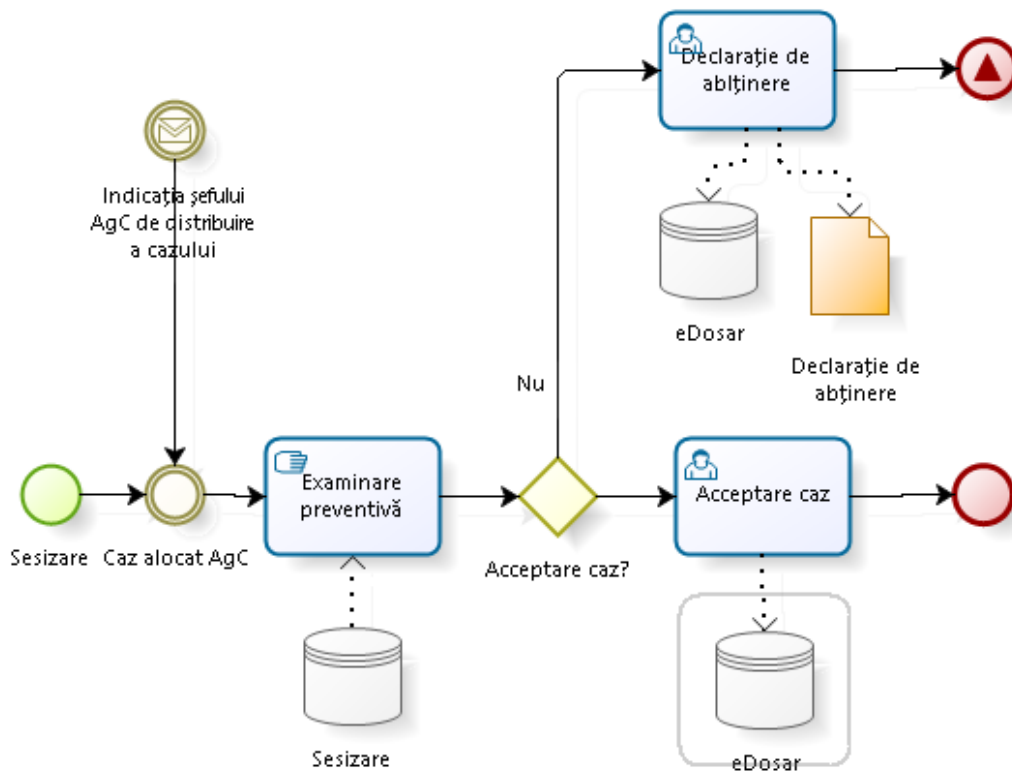 Declarație de
ablținere
Indicația șefului
AgC de distribuire
a cazului
eDosar
Declarație de
abținere
Nu
Examinare
preventivă
Acceptare caz
Sesizare
Caz alocat AgC
Acceptare caz?
Sesizare
eDosar